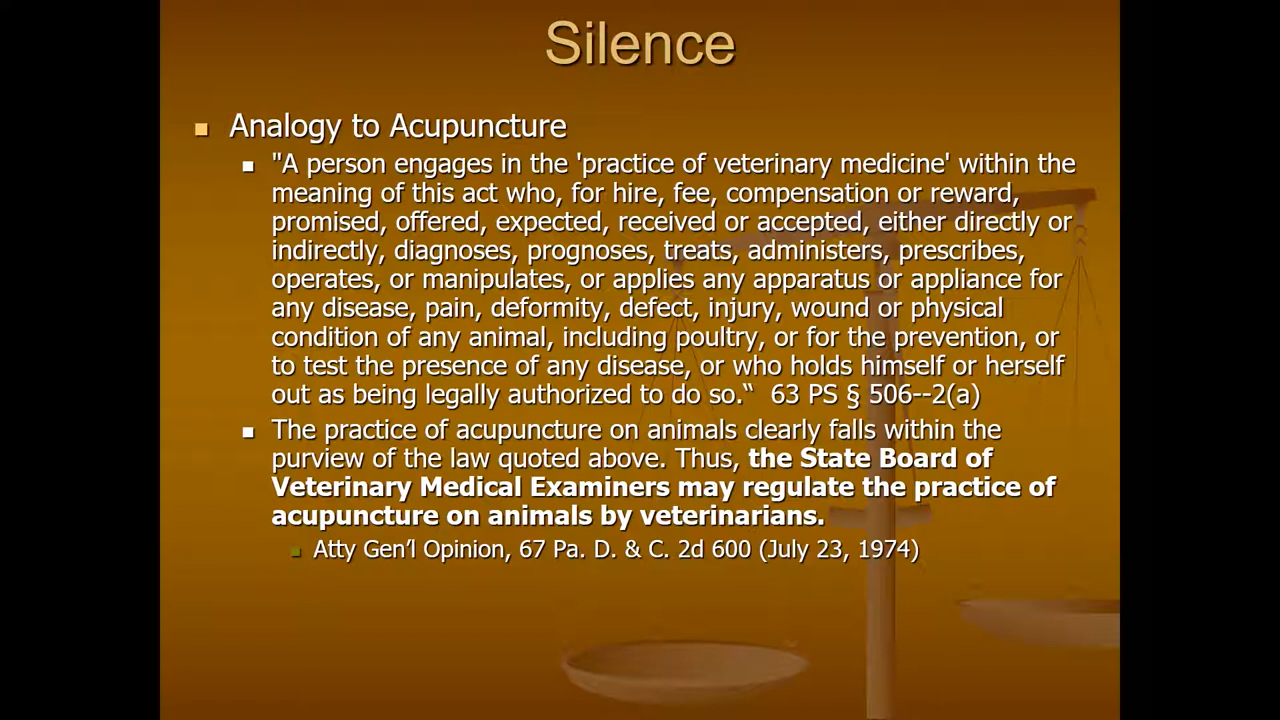 Silence
Analogy to Acupuncture
"A person engages in the 'practice of veterinary medicine' within the
meaning of this act who, for hire, fee, compensation or reward,
promised, offered, expected, received or accepted, either directly or
indirectly, diagnoses, prognoses, treats, administers, prescribes,
operates, or manipulates, or applies any apparatus or appliance for
any disease, pain, deformity, defect, injury, wound or physical
condition of any animal, including poultry, or for the prevention, or
to test the presence of any disease, or who holds himself or herself
out as being legally authorized to do so.“  63 PS § 506--2(a)
The practice of acupuncture on animals clearly falls within the
purview of the law quoted above. Thus, the State Board of
Veterinary Medical Examiners may regulate the practice of
acupuncture on animals by veterinarians.
Atty Gen’l Opinion, 67 Pa. D. & C. 2d 600 (July 23, 1974)